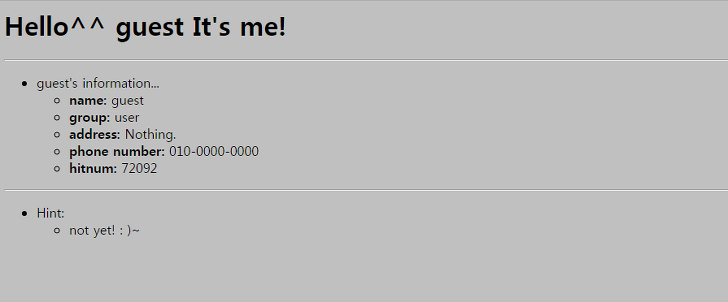 Hello^^ guest It's me!
guest's information...
name: guest
group: user
address: Nothing.
phone number: 010-0000-0000
hitnum: 72092
Hint:
not yet! : )~